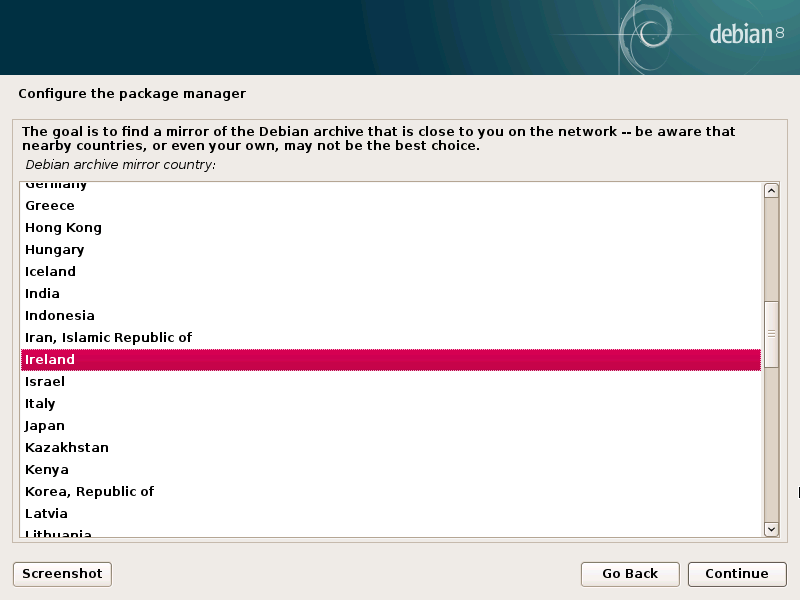 debian 8
Configure the package manager
The goal is to find a mirror of the Debian archive that is close to you on the network -- be aware that
nearby countries, or even your own, may not be the best choice.
Debian archive mirror country:
Germany
Greece
Hong Kong
Hungary
Iceland
India
Indonesia
Iran, Islamic Republic of
Ireland
Israel
Italy
Japan
Kazakhstan
Kenya
Korea, Republic of
Latvia
Lithuania
Screenshot
Go Back
Continue